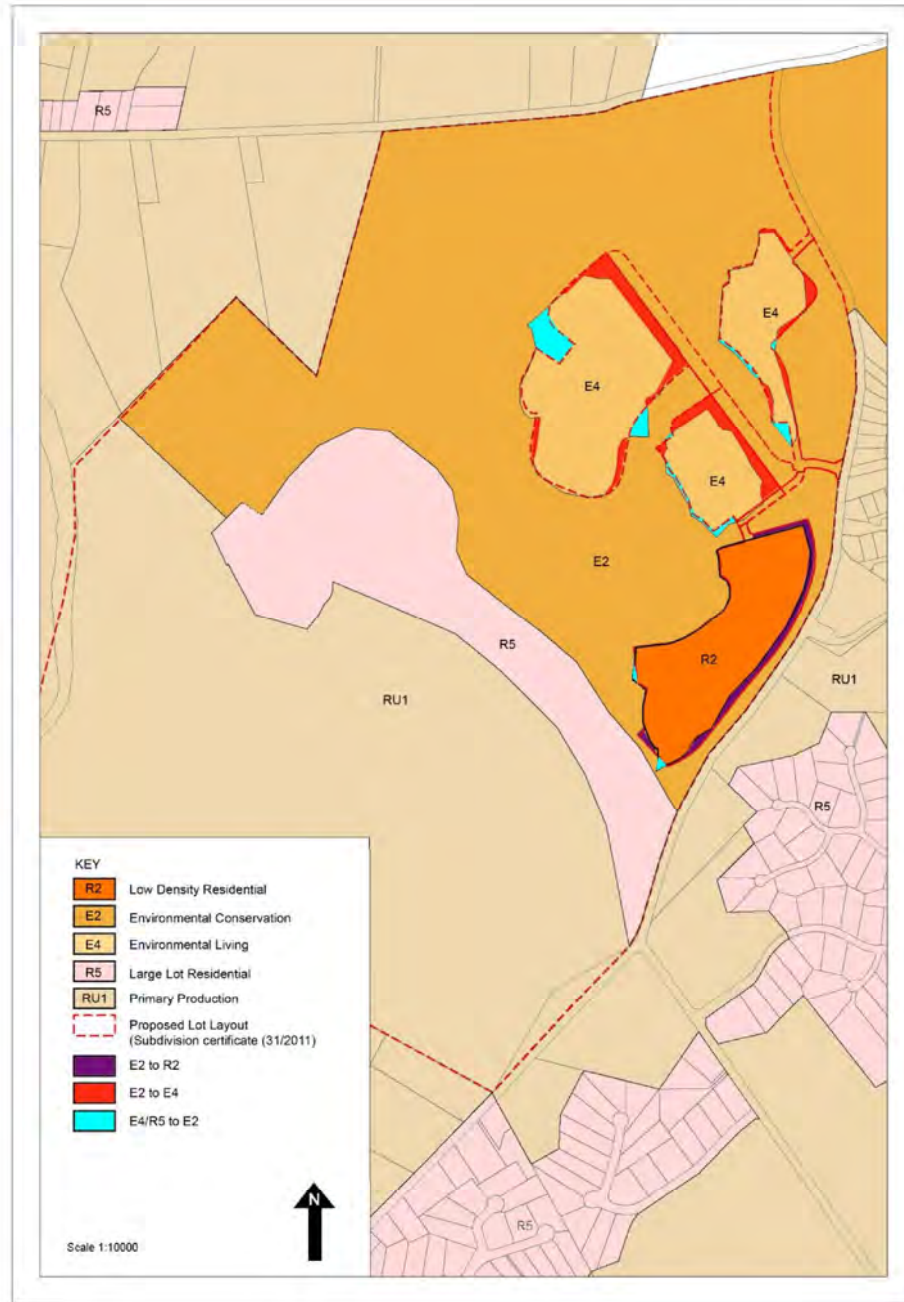 R5
E4
E4
E4
E2
R5
R2
RU1
RU1
R5
KEY
R2 Low Density Residential
E2 Environmental Conservation
E4 Environmental Living
R5 Large Lot Residential
RU1 Primary Production
Proposed Lot Layout
(Subdivision certificate (31/2011)
E2 to R2
E2 to E4
E4/R5 to E2
N
Scale 1:10000
R5